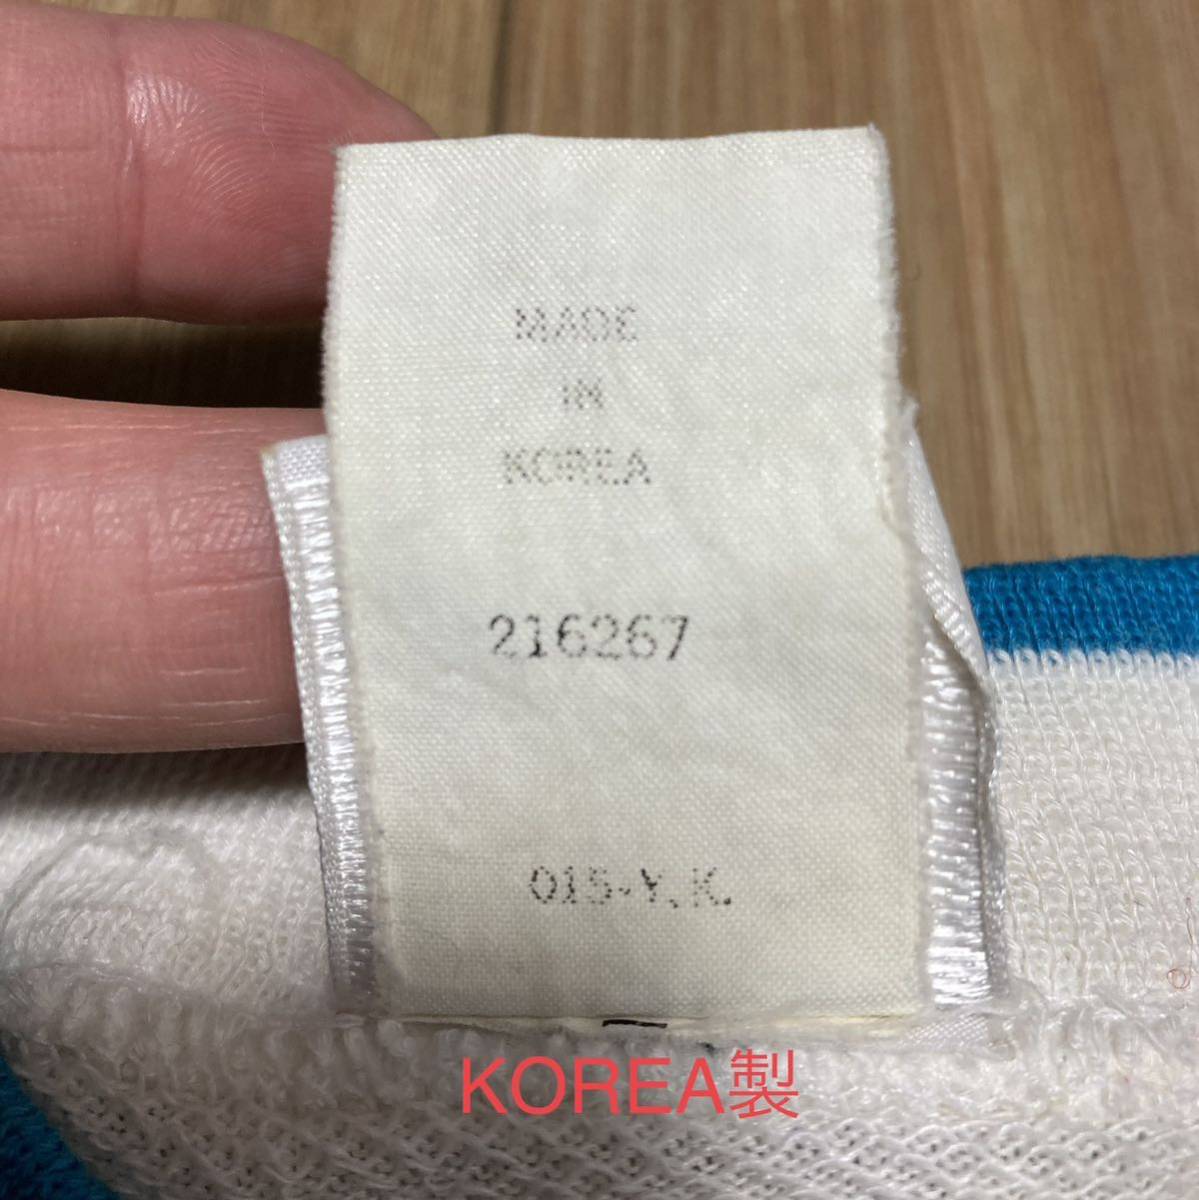 MADE
IN
KOREA
216267
015-Y.K.
KOREA製